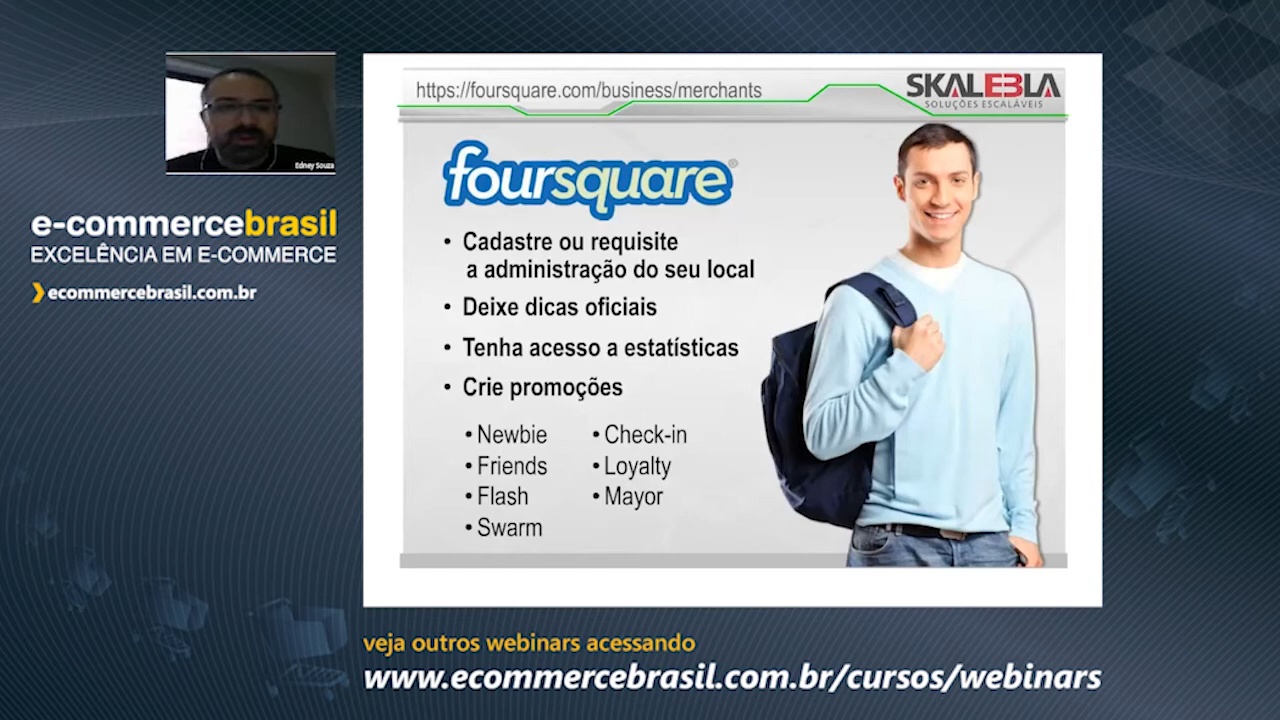 Edney Souza
e-commercebrasil
EXCELÊNCIA EM E-COMMERCE
ecommercebrasil.com.br
https://foursquare.com/business/merchants
SKALEBLA
SOLUÇÕES ESCALÁVEIS
foursquare®
• Cadastre ou requisite
a administração do seu local
• Deixe dicas oficiais
• Tenha acesso a estatísticas
• Crie promoções
• Newbie
• Friends
• Flash
• Swarm
• Check-in
• Loyalty
• Mayor
veja outros webinars acessando
www.ecommercebrasil.com.br/cursos/webinars